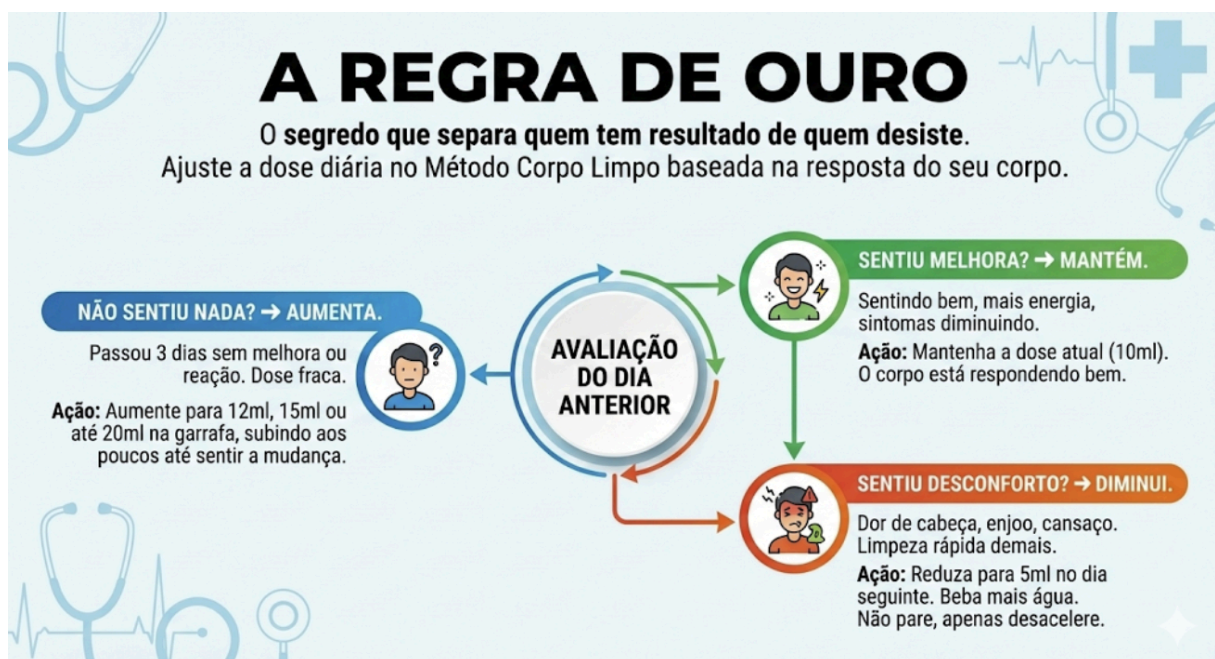 A REGRA DE OURO
O segredo que separa quem tem resultado de quem desiste.
Ajuste a dose diária no Método Corpo Limpo baseada na resposta do seu corpo.
NÃO SENTIU NADA? → AUMENTA.
Passou 3 dias sem melhora ou
reação. Dose fraca.
Ação: Aumente para 12ml, 15ml ou
até 20ml na garrafa, subindo aos
poucos até sentir a mudança.
?
AVALIAÇÃO
DO DIA
ANTERIOR
SENTIU MELHORA? → MANTÉM.
Sentindo bem, mais energia,
sintomas diminuindo.
Ação: Mantenha a dose atual (10ml).
O corpo está respondendo bem.
SENTIU DESCONFORTO? → DIMINUI.
Dor de cabeça, enjoo, cansaço.
Limpeza rápida demais.
Ação: Reduza para 5ml no dia
seguinte. Beba mais água.
Não pare, apenas desacelere.